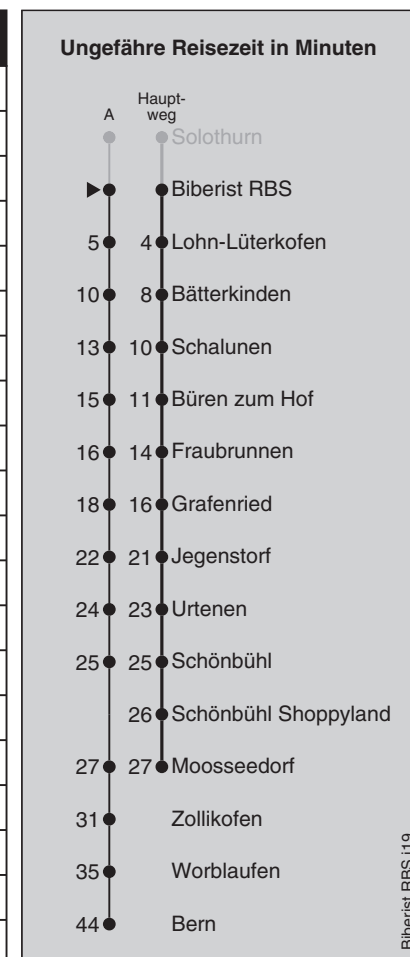 Ungefähre Reisezeit in Minuten
A Haupt-
weg
Solothurn
Biberist RBS
5 4 Lohn-Lüterkofen
10 8 Bätterkinden
13 10 Schalunen
15 11 Büren zum Hof
16 14 Fraubrunnen
18 16 Grafenried
22 21 Jegenstorf
24 23 Urtenen
25 25 Schönbühl
26 Schönbühl Shoppyland
27 27 Moosseedorf
31 Zollikofen
35 Worblaufen
44 Bern
Biberist RBS j19